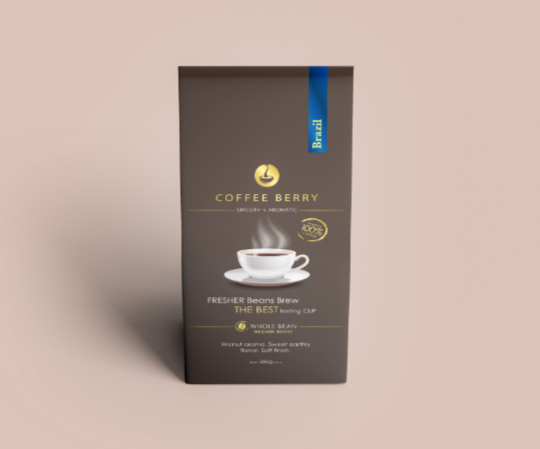 Brazil
COFFEE BERRY
SMOOTH & AROMATIC
100%
FRESHER Beans Brew
THE BEST tasting CUP
WHOLE BEAN
MEDIUM ROAST
Walnut aroma. Sweet earthly
flavor. Soft finish.